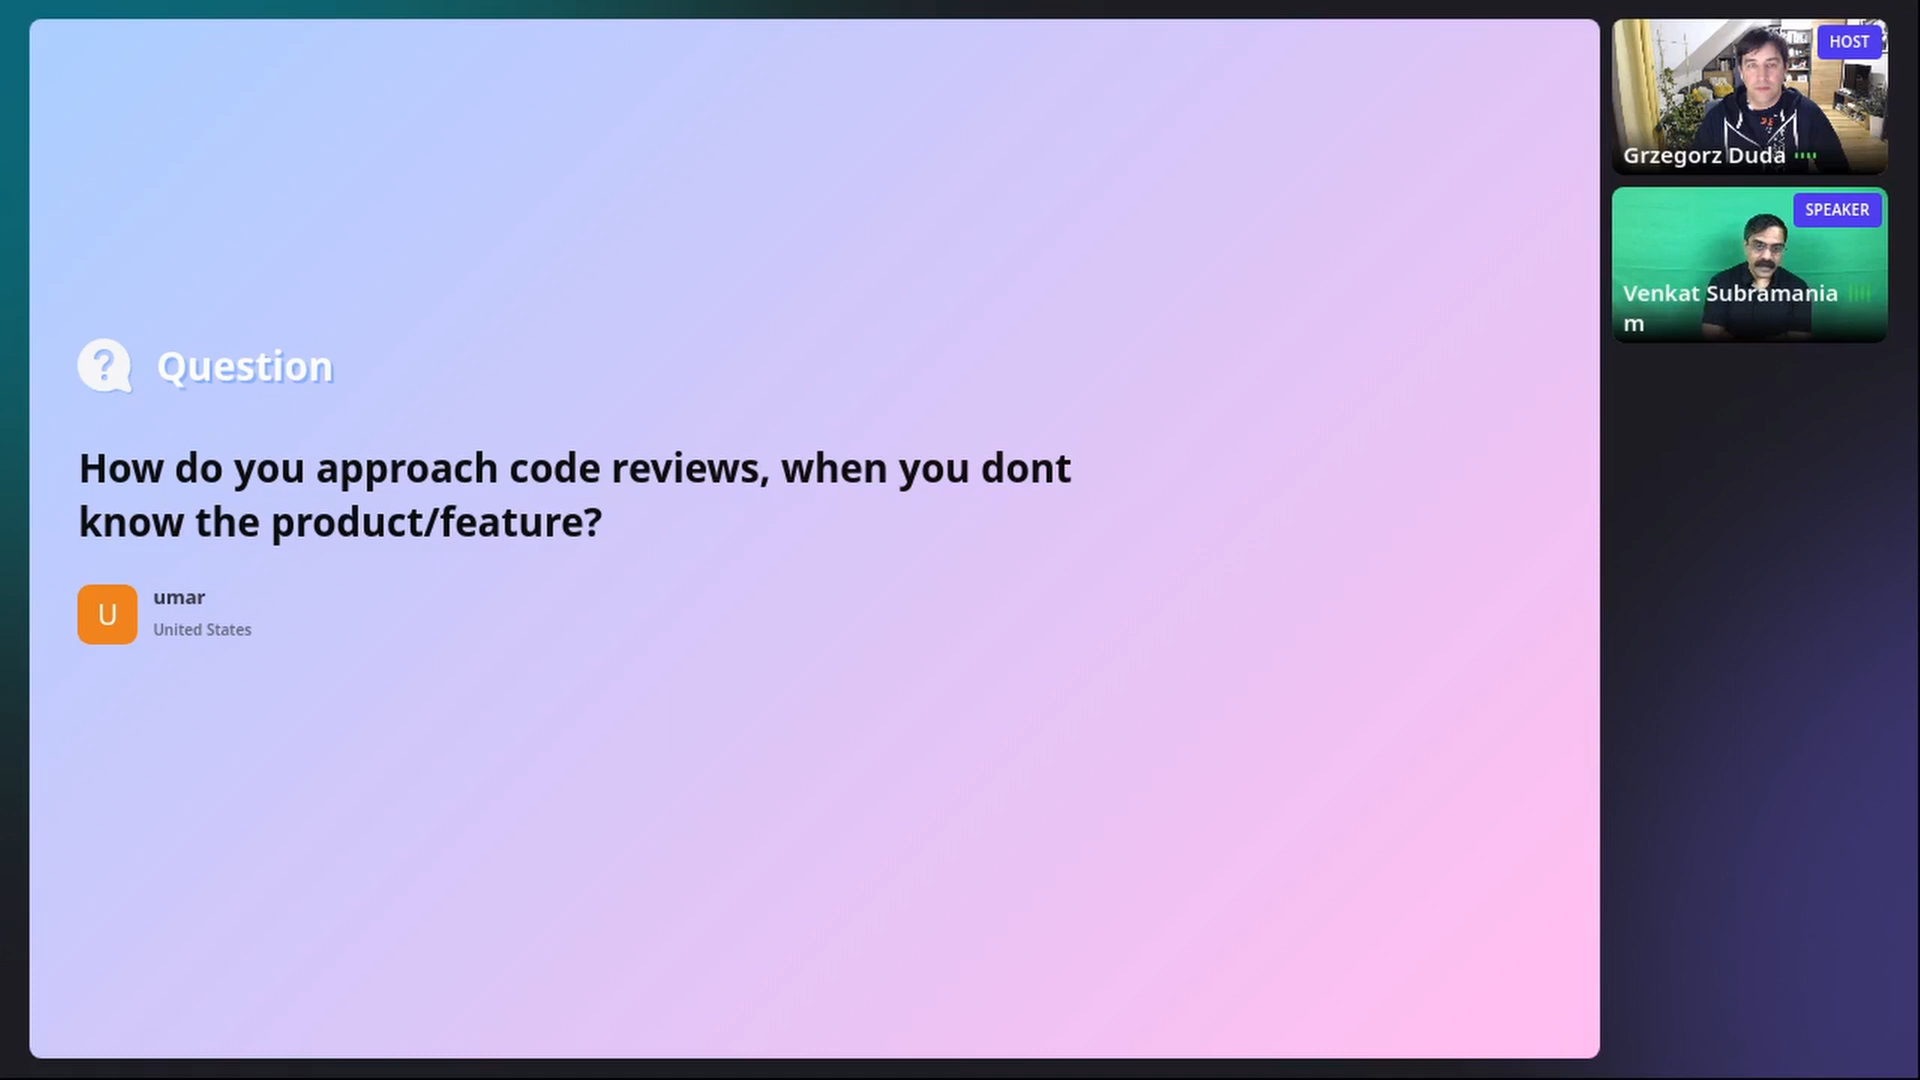 Question
How do you approach code reviews, when you dont
know the product/feature?
U
umar
United States
HOST
Grzegorz Duda
SPEAKER
Venkat Subramania
m